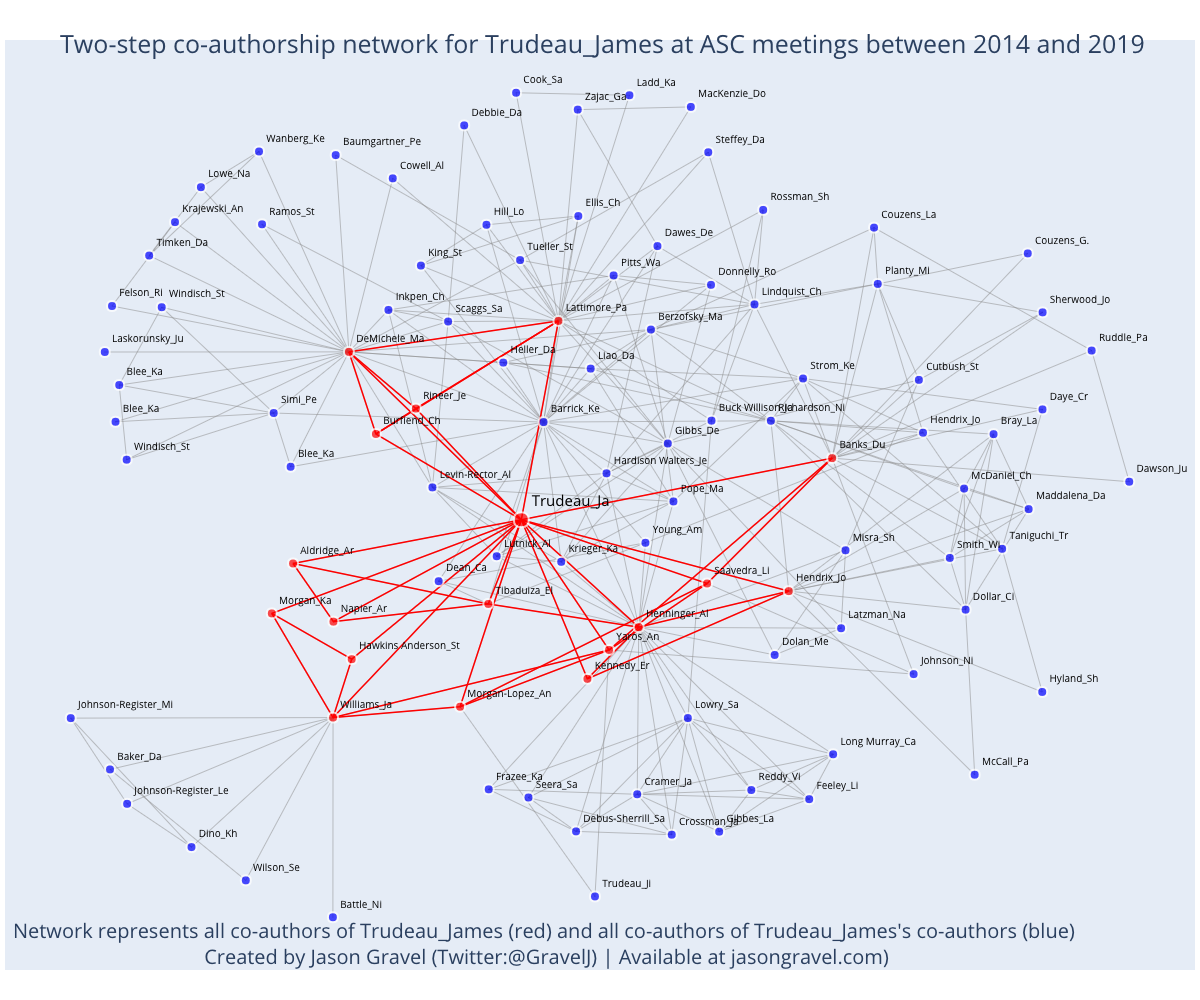 Two-step co-authorship network for Trudeau_James at ASC meetings between 2014 and 2019
Cook_Sa
Ladd_Ka
Zajac_Ga
MacKenzie_Do
Debbie_Da
Wanberg_Ke
Baumgartner_Pe
Steffey_Da
Cowell_Al
Lowe_Na
Rossman_Sh
Krajewski_An
Ramos_St
Hill_Lo
Ellis_Ch
Couzens_La
Timken_Da
King_St
Tueller_St
Dawes_De
Couzens_G.
Pitts_Wa
Donnelly_Ro
Planty_Mi
Felson_Ri
Windisch_St
Inkpen_Ch
Scaggs_Sa
Lattimore_Pa
Lindquist_Ch
Berzofsky_Ma
Sherwood_Jo
Laskorunsky_Ju
DeMichele_Ma
Heller_Da
Liao_Da
Ruddle_Pa
Blee_Ka
Strom_Ke
Cutbush_St
Blee_Ka
Simi_Pe
Rineer_Je
Burfiend_Ch
Barrick_Ke
Buck Willison_Ja
Richardson_Ni
Daye_Cr
Windisch_St
Blee_Ka
Gibbs_De
Hendrix_Jo
Bray_La
Banks_Du
Levin-Rector_Al
Hardison Walters_Je
McDaniel_Ch
Dawson_Ju
Trudeau_Ja
Pope_Ma
Maddalena_Da
Aldridge_Ar
Lutnick_Al
Krieger_Ka
Young_Am
Misra_Sh
Smith_Wi
Taniguchi_Tr
Dean_Ca
Saavedra_Li
Hendrix_Jo
Morgan_Ka
Napier_Ar
Tibaduiza_El
Henninger_Al
Latzman_Na
Dollar_Ci
Hawkins Anderson_St
Yaros_An
Dolan_Me
Kennedy_Er
Johnson_Ni
Johnson-Register_Mi
Williams_Ja
Morgan-Lopez_An
Lowry_Sa
Hyland_Sh
Baker_Da
Long Murray_Ca
McCall_Pa
Johnson-Register_Le
Frazee_Ka
Seera_Sa
Cramer_Ja
Reddy_Vi
Feeley_Li
Dino_Kh
Debus-Sherrill_Sa
Crossman_Ja
Gibbes_La
Wilson_Se
Trudeau_Ji
Battle_Ni
Network represents all co-authors of Trudeau_James (red) and all co-authors of Trudeau_James's co-authors (blue)
Created by Jason Gravel (Twitter:@GravelJ) | Available at jasongravel.com)